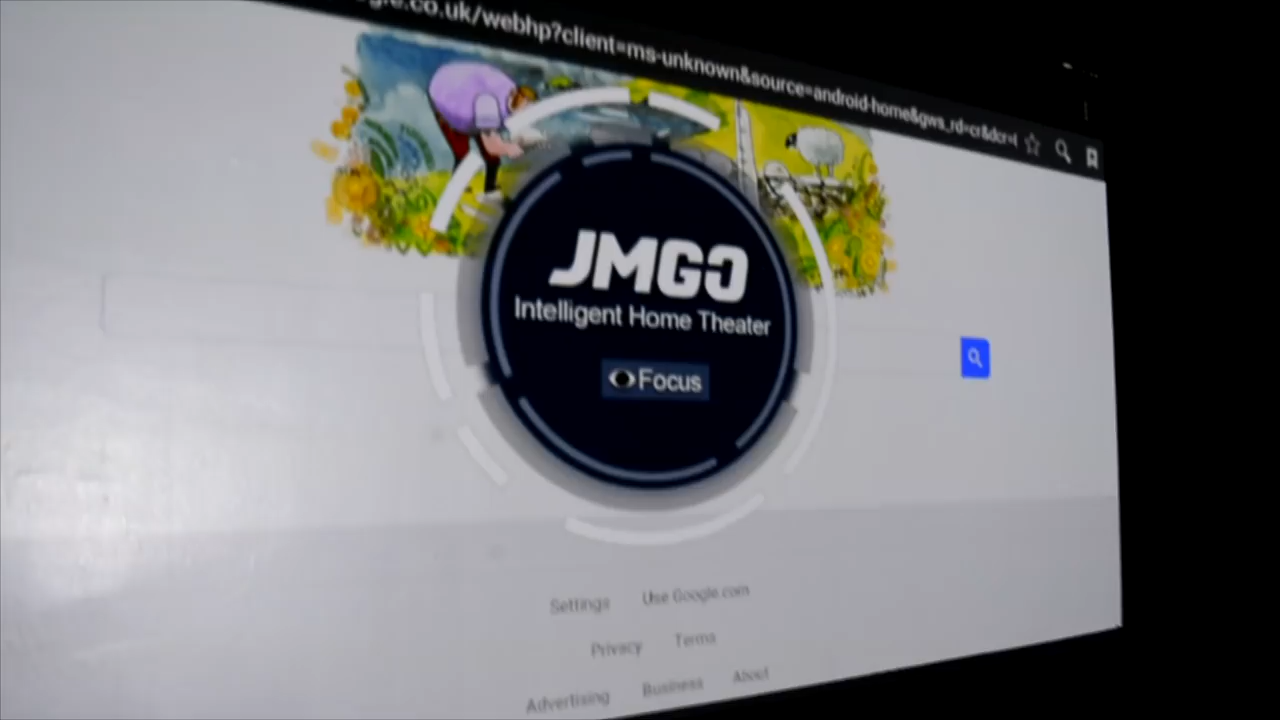 gle.co.uk/webhp?client=ms-unknown&source=android-home&gws_rd=cr&dcr=
JMGO
Intelligent Home Theater
Focus
Settings Use Google.com
Privacy Terms
Advertising Business About